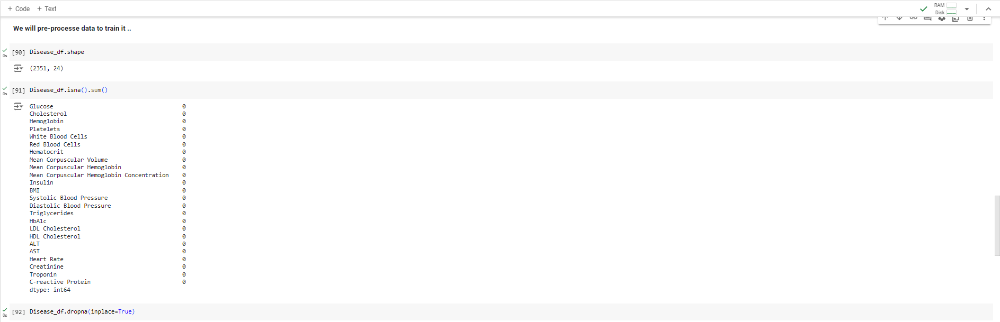 + Code + Text
RAM
Disk
We will pre-processe data to train it ..
0s
[90] Disease_df.shape
(2351, 24)
0s
[91] Disease_df.isna().sum()
Glucose 0
Cholesterol 0
Hemoglobin 0
Platelets 0
White Blood Cells 0
Red Blood Cells 0
Hematocrit 0
Mean Corpuscular Volume 0
Mean Corpuscular Hemoglobin 0
Mean Corpuscular Hemoglobin Concentration 0
Insulin 0
BMI 0
Systolic Blood Pressure 0
Diastolic Blood Pressure 0
Triglycerides 0
HbA1c 0
LDL Cholesterol 0
HDL Cholesterol 0
ALT 0
AST 0
Heart Rate 0
Creatinine 0
Troponin 0
C-reactive Protein 0
dtype: int64
0s
[92] Disease_df.dropna(inplace=True)